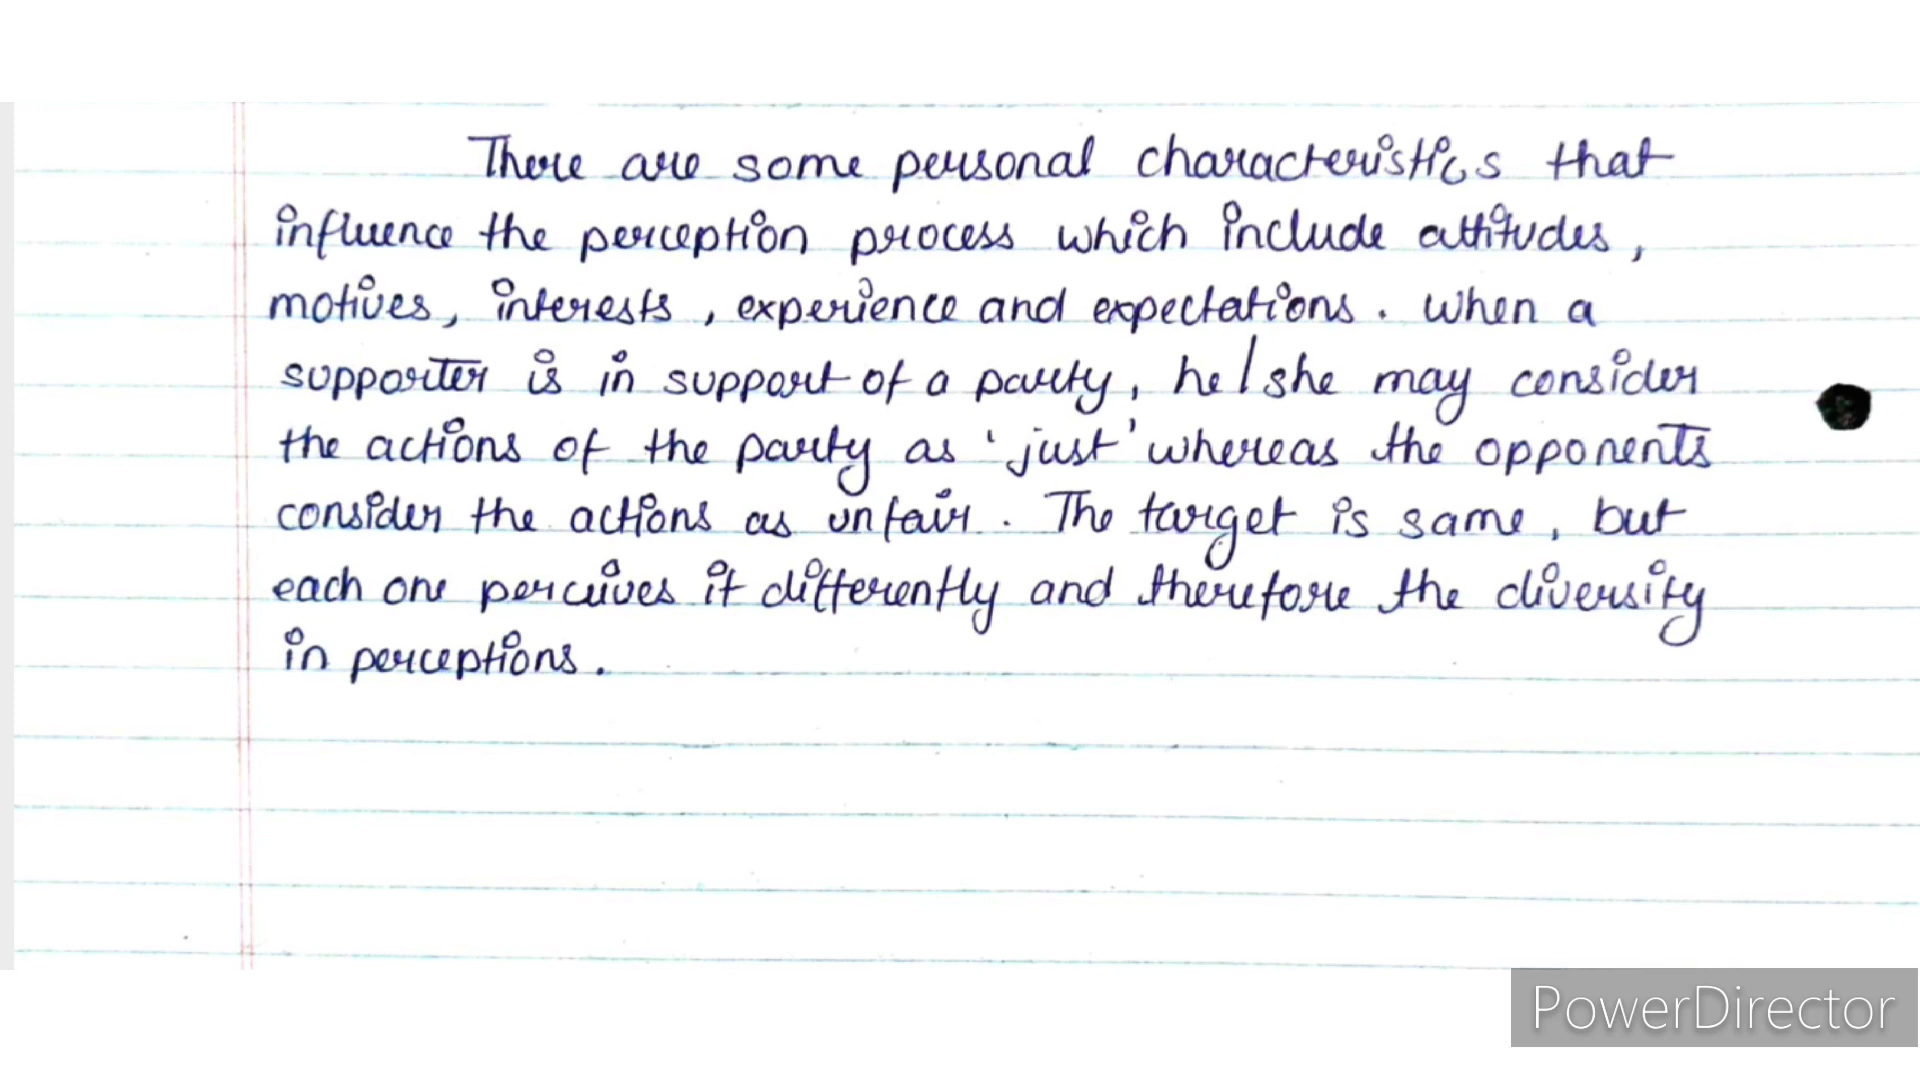 There are some personal characteristics that
influence the perception process which include attitudes,
motives, interests, experience and expectations. When a
supporter is in support of a party, he/she may consider
the actions of the party as 'just' whereas the opponents
consider the actions as unfair. The target is same, but
each one perceives it differently and therefore the diversity
in perceptions.
PowerDirector